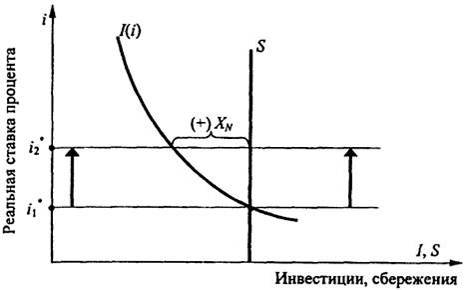 i
I(i)
S
(+) X_N
i₂*
i₁*
Реальная ставка процента
I, S
Инвестиции, сбережения